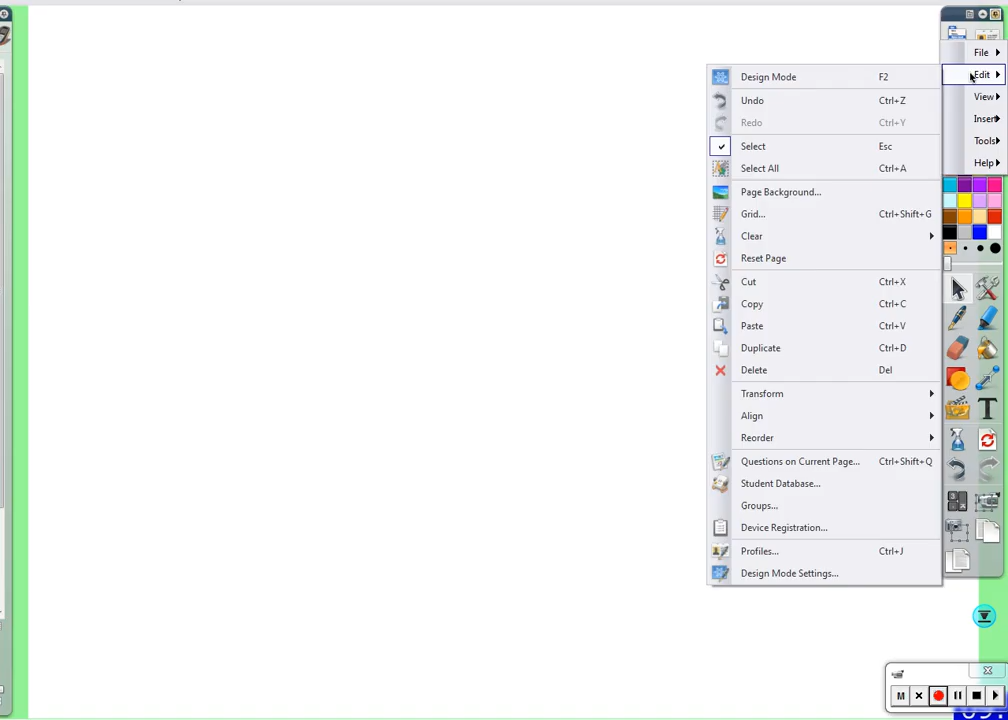 File
Edit
View
Insert
Tools
Help
Design Mode F2
Undo Ctrl+Z
Redo Ctrl+Y
Select Esc
Select All Ctrl+A
Page Background...
Grid... Ctrl+Shift+G
Clear
Reset Page
Cut Ctrl+X
Copy Ctrl+C
Paste Ctrl+V
Duplicate Ctrl+D
Delete Del
Transform
Align
Reorder
Questions on Current Page... Ctrl+Shift+Q
Student Database...
Groups...
Device Registration...
Profiles... Ctrl+J
Design Mode Settings...
T
M